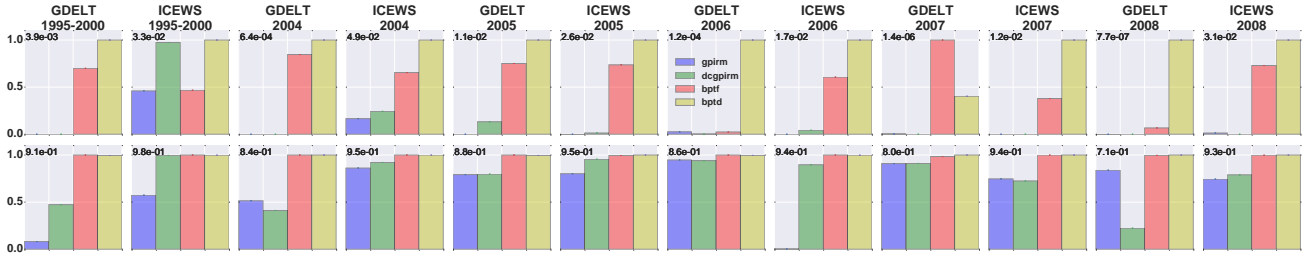 GDELT ICEWS GDELT ICEWS GDELT ICEWS GDELT ICEWS GDELT ICEWS GDELT ICEWS
1995-2000 1995-2000 2004 2004 2005 2005 2006 2006 2007 2007 2008 2008
1.0 3.9e-03 3.3e-02 6.4e-04 4.9e-02 1.1e-02 2.6e-02 1.2e-04 1.7e-02 1.4e-06 1.2e-02 7.7e-07 3.1e-02
gpirm
dcgpirm
0.5
bptf
bptd
0.0
1.0 9.1e-01 9.8e-01 8.4e-01 9.5e-01 8.8e-01 9.5e-01 8.6e-01 9.4e-01 8.0e-01 9.4e-01 7.1e-01 9.3e-01
0.5
0.0